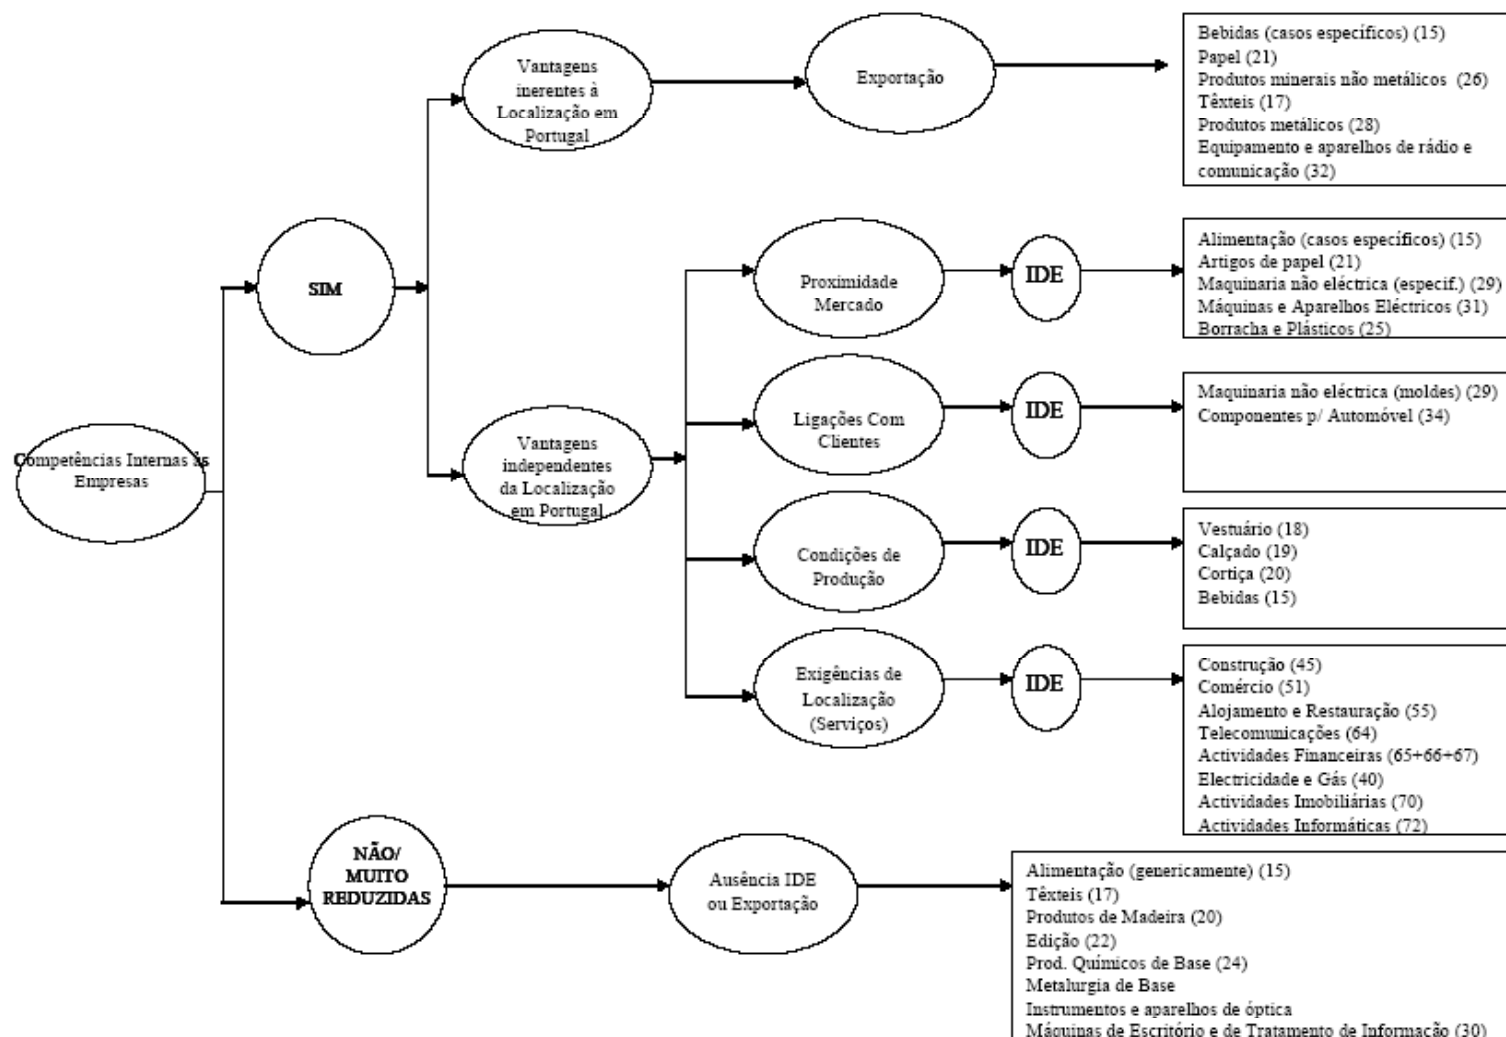 Competências Internas às
Empresas
SIM
NÃO/
MUITO
REDUZIDAS
Vantagens
inerentes à
Localização em
Portugal
Vantagens
independentes
da Localização
em Portugal
Exportação
Bebidas (casos específicos) (15)
Papel (21)
Produtos minerais não metálicos (26)
Têxteis (17)
Produtos metálicos (28)
Equipamento e aparelhos de rádio e
comunicação (32)
Proximidade
Mercado
IDE
Alimentação (casos específicos) (15)
Artigos de papel (21)
Maquinaria não eléctrica (especif.) (29)
Máquinas e Aparelhos Eléctricos (31)
Borracha e Plásticos (25)
Ligações Com
Clientes
IDE
Maquinaria não eléctrica (moldes) (29)
Componentes p/ Automóvel (34)
Condições de
Produção
IDE
Vestuário (18)
Calçado (19)
Cortiça (20)
Bebidas (15)
Exigências de
Localização
(Serviços)
IDE
Construção (45)
Comércio (51)
Alojamento e Restauração (55)
Telecomunicações (64)
Actividades Financeiras (65+66+67)
Electricidade e Gás (40)
Actividades Imobiliárias (70)
Actividades Informáticas (72)
Ausência IDE
ou Exportação
Alimentação (genericamente) (15)
Têxteis (17)
Produtos de Madeira (20)
Edição (22)
Prod. Químicos de Base (24)
Metalurgia de Base
Instrumentos e aparelhos de óptica
Máquinas de Escritório e de Tratamento de Informação (30)